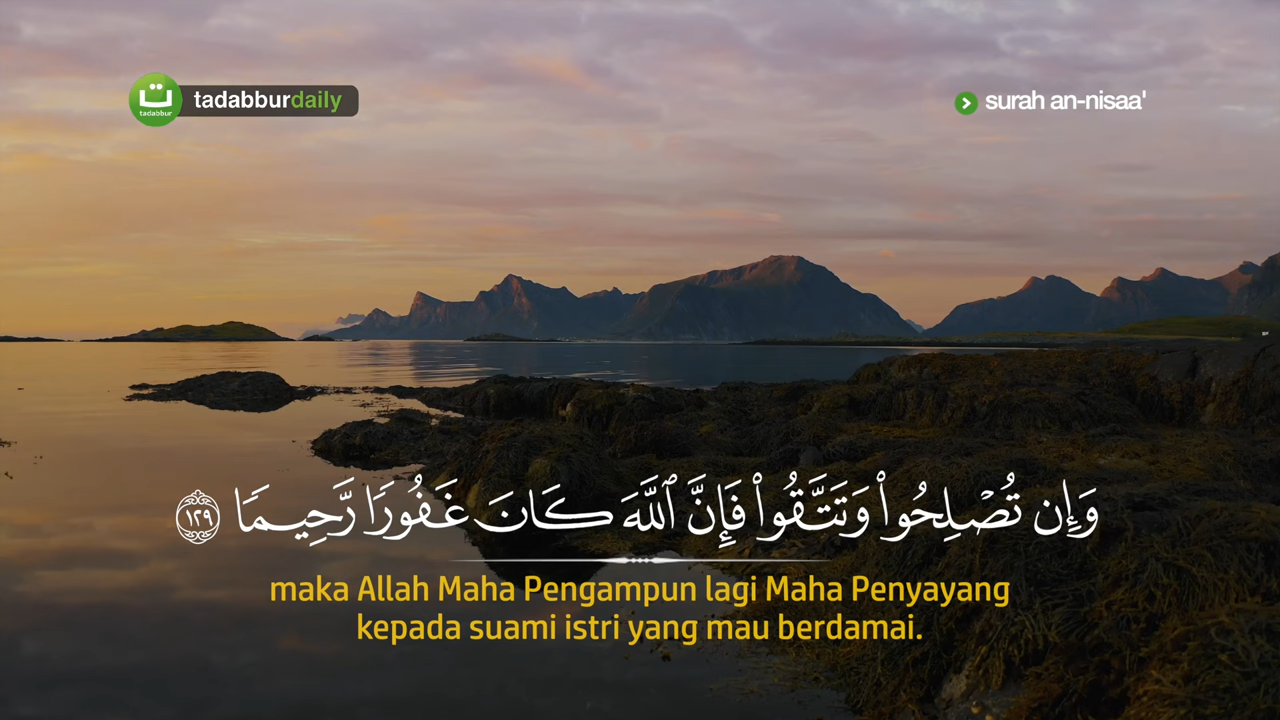 ت
tadabbur
tadabburdaily
surah an-nisaa'
وَإِن تُصْلِحُوا۟ وَتَتَّقُوا۟ فَإِنَّ ٱللَّهَ كَانَ غَفُورًا رَّحِيمًا ١٢٩
maka Allah Maha Pengampun lagi Maha Penyayang
kepada suami istri yang mau berdamai.